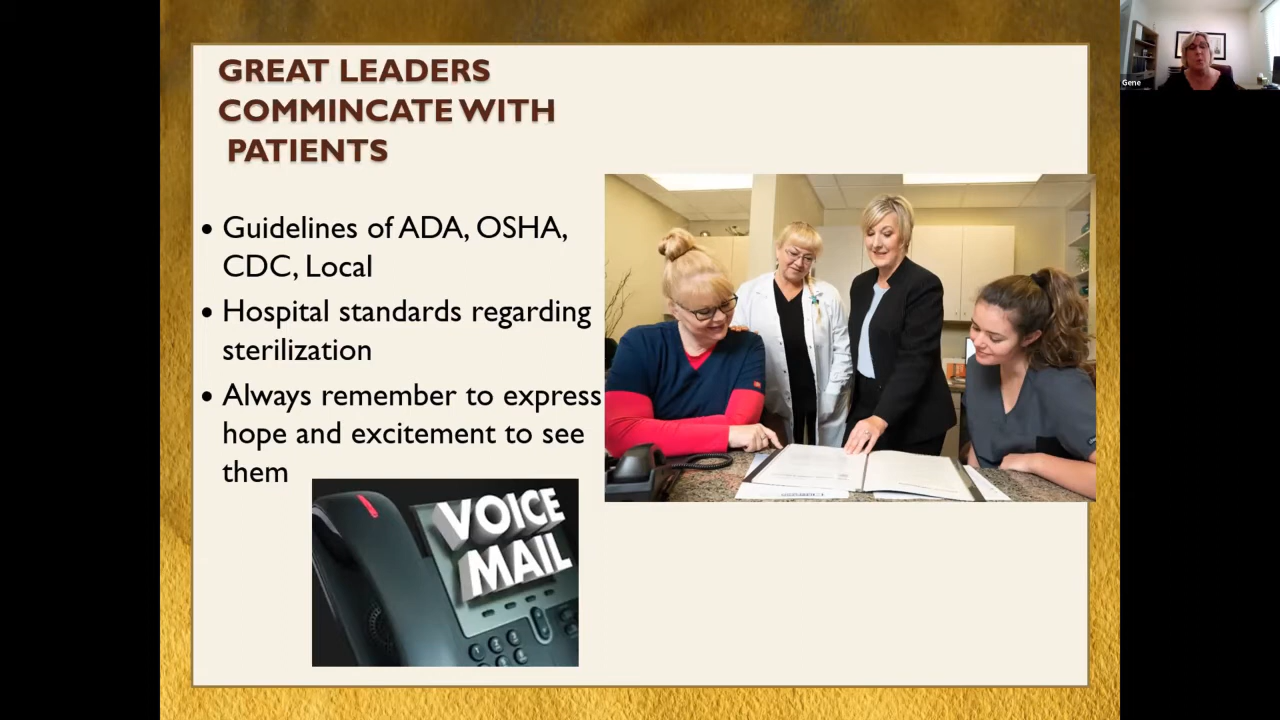 GREAT LEADERS
COMMINCATE WITH
PATIENTS
• Guidelines of ADA, OSHA,
CDC, Local
• Hospital standards regarding
sterilization
• Always remember to express
hope and excitement to see
them
VOICE
MAIL
Gene